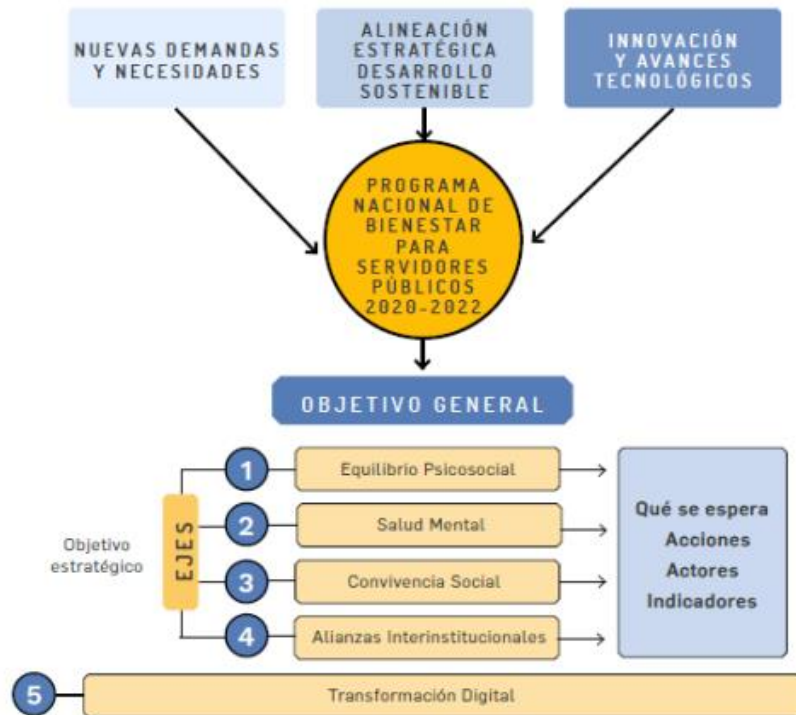 NUEVAS DEMANDAS
Y NECESIDADES
ALINEACIÓN
ESTRATÉGICA
DESARROLLO
SOSTENIBLE
INNOVACIÓN
Y AVANCES
TECNOLÓGICOS
PROGRAMA
NACIONAL DE
BIENESTAR
PARA
SERVIDORES
PÚBLICOS
2020-2022
OBJETIVO GENERAL
Objetivo
estratégico
EJES
1
Equilibrio Psicosocial
2
Salud Mental
3
Convivencia Social
4
Alianzas Interinstitucionales
Qué se espera
Acciones
Actores
Indicadores
5
Transformación Digital